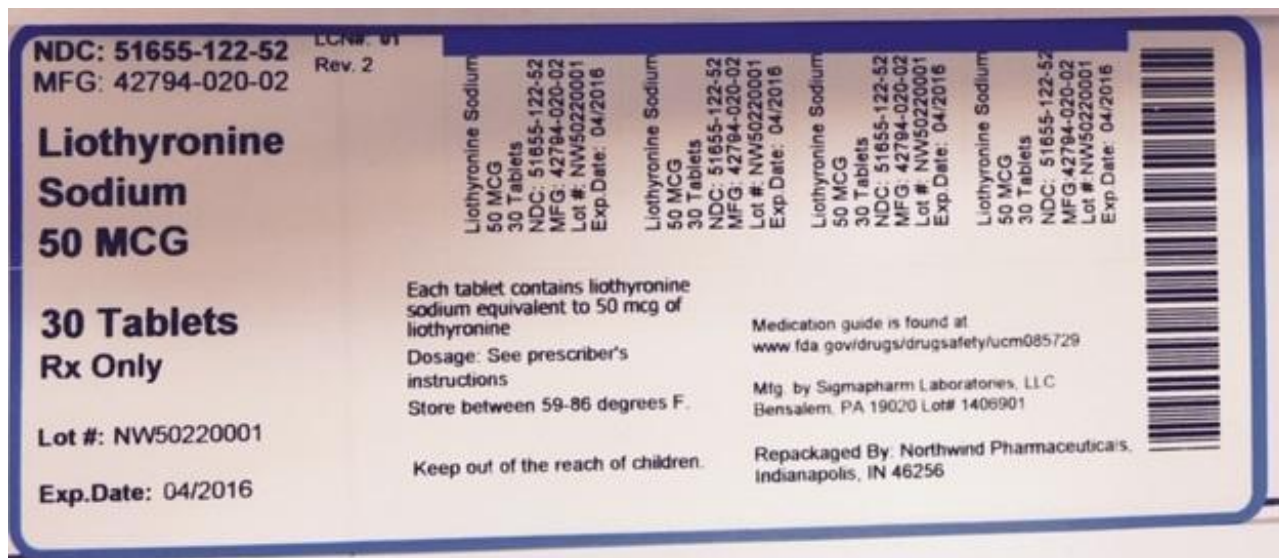 NDC: 51655-122-52
MFG: 42794-020-02
LCN#: 01
Rev. 2
Liothyronine
Sodium
50 MCG
30 Tablets
Rx Only
Lot #: NW50220001
Exp.Date: 04/2016
Liothyronine Sodium
50 MCG
30 Tablets
NDC: 51655-122-52
MFG: 42794-020-02
Lot #: NW50220001
Exp.Date: 04/2016
Liothyronine Sodium
50 MCG
30 Tablets
NDC: 51655-122-52
MFG: 42794-020-02
Lot #: NW50220001
Exp.Date: 04/2016
Liothyronine Sodium
50 MCG
30 Tablets
NDC: 51655-122-52
MFG: 42794-020-02
Lot #: NW50220001
Exp.Date: 04/2016
Liothyronine Sodium
50 MCG
30 Tablets
NDC: 51655-122-52
MFG:42794-020-02
Lot #:NW50220001
Exp.Date: 04/2016
Each tablet contains liothyronine
sodium equivalent to 50 mcg of
liothyronine
Dosage: See prescriber's
instructions
Store between 59-86 degrees F.
Keep out of the reach of children.
Medication guide is found at
www.fda.gov/drugs/drugsafety/ucm085729
Mfg. by Sigmapharm Laboratories, LLC
Bensalem, PA 19020 Lot# 1406901
Repackaged By: Northwind Pharmaceuticals,
Indianapolis, IN 46256